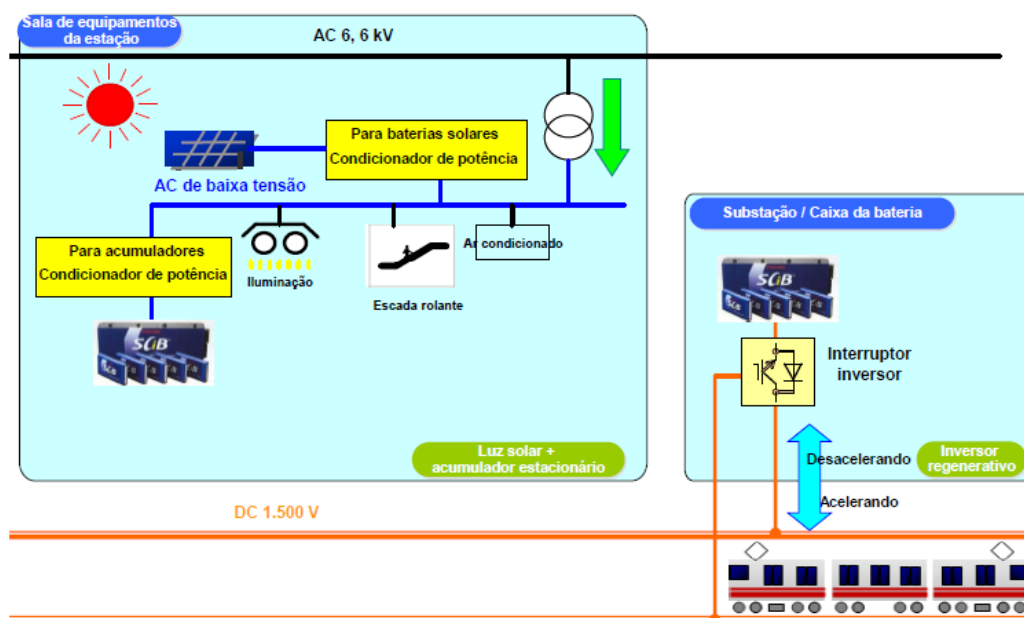 Sala de equipamentos
da estação
AC 6, 6 kV
Para baterias solares
Condicionador de potência
AC de baixa tensão
Para acumuladores
Condicionador de potência
Iluminação
Escada rolante
Ar condicionado
SCiB
Luz solar +
acumulador estacionário
Substação / Caixa da bateria
SCiB
Interruptor
inversor
Desacelerando
Inversor
regenerativo
Acelerando
DC 1.500 V